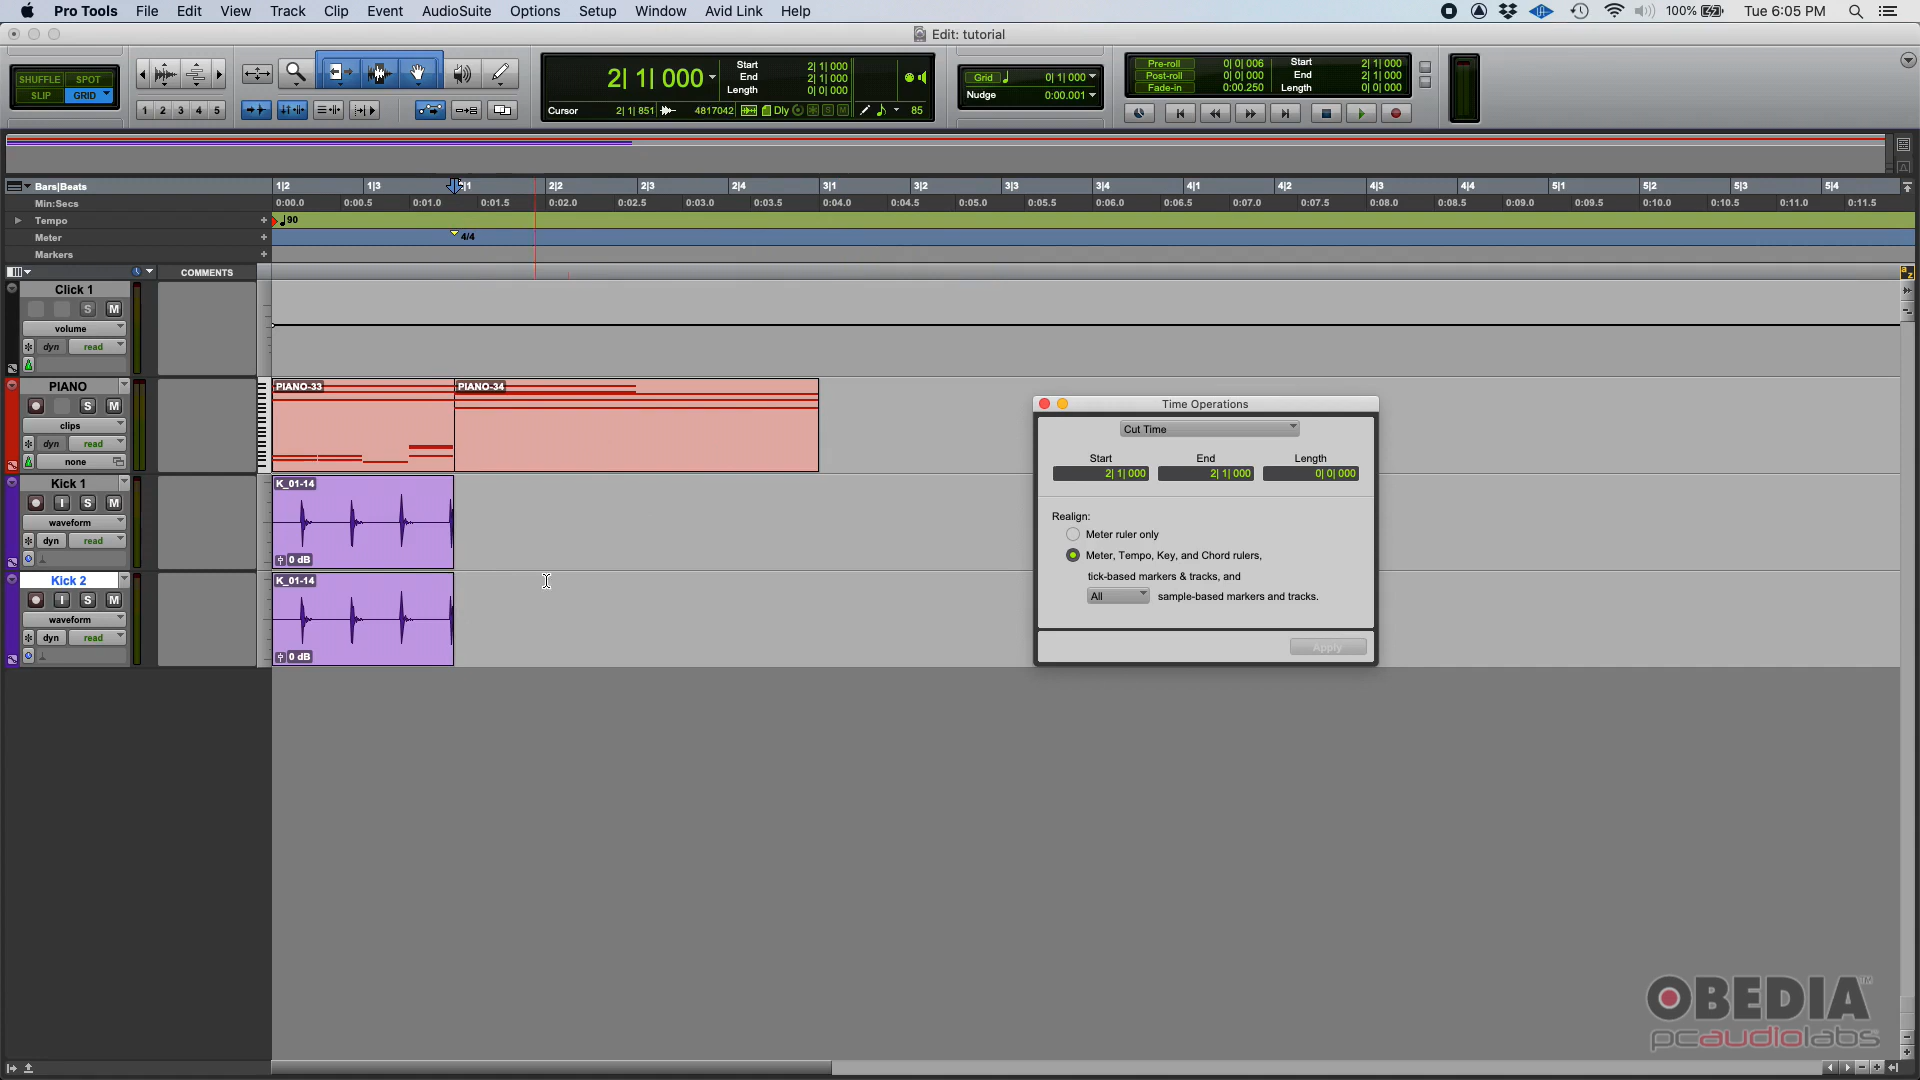 Pro Tools File Edit View Track Clip Event AudioSuite Options Setup Window Avid Link Help 100% Tue 6:05 PM
Edit: tutorial
SHUFFLE SPOT
SLIP GRID
1 2 3 4 5
2| 1| 000
Start 2| 1| 000
End 2| 1| 000
Length 0| 0| 000
Cursor 2| 1| 851 4817042 Dly S M 85
Grid 0| 1| 000
Nudge 0:00.001
Pre-roll 0| 0| 006 Start 2| 1| 000
Post-roll 0| 0| 000 End 2| 1| 000
Fade-in 0:00.250 Length 0| 0| 000
Bars|Beats 1|2 1|3 2|1 2|2 2|3 2|4 3|1 3|2 3|3 3|4 4|1 4|2 4|3 4|4 5|1 5|2 5|3 5|4
Min:Secs 0:00.0 0:00.5 0:01.0 0:01.5 0:02.0 0:02.5 0:03.0 0:03.5 0:04.0 0:04.5 0:05.0 0:05.5 0:06.0 0:06.5 0:07.0 0:07.5 0:08.0 0:08.5 0:09.0 0:09.5 0:10.0 0:10.5 0:11.0 0:11.5
Tempo + 90
Meter + 4/4
Markers +
COMMENTS
a z
Click 1
S M
volume
dyn read
PIANO PIANO-33 PIANO-34
S M
clips
dyn read
none
Kick 1 K_01-14
I S M
waveform
dyn read
0 dB
Kick 2 K_01-14
I S M
waveform
dyn read
0 dB
Time Operations
Cut Time
Start End Length
2| 1| 000 2| 1| 000 0| 0| 000
Realign:
Meter ruler only
Meter, Tempo, Key, and Chord rulers,
tick-based markers & tracks, and
All sample-based markers and tracks.
Apply
OBEDIA™
pcaudiolabs